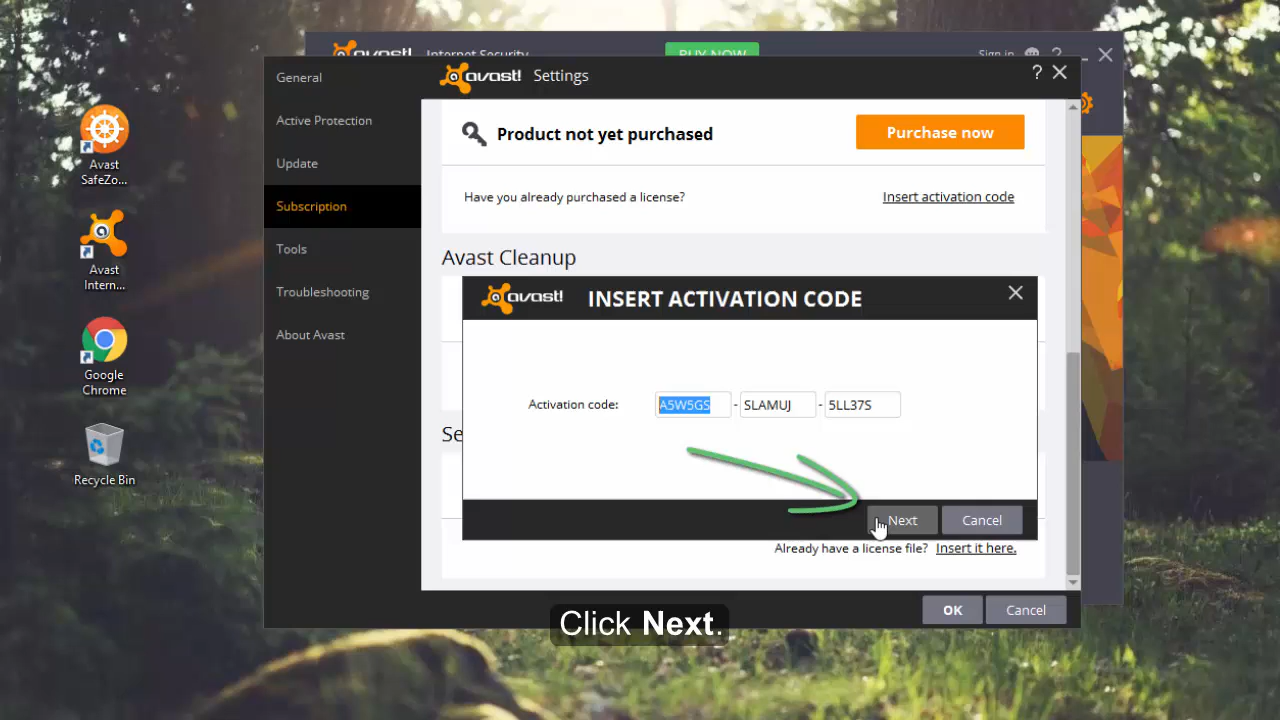 avast! Internet Security
BUY NOW
Sign in
?
avast! Settings
?
General
Active Protection
Update
Subscription
Tools
Troubleshooting
About Avast
Product not yet purchased
Purchase now
Have you already purchased a license?
Insert activation code
Avast Cleanup
avast! INSERT ACTIVATION CODE
Activation code: A5W5GS - SLAMUJ - 5LL37S
Se
Next
Cancel
Already have a license file? Insert it here.
OK
Cancel
Click Next.
Avast
SafeZo...
Avast
Intern...
Google
Chrome
Recycle Bin